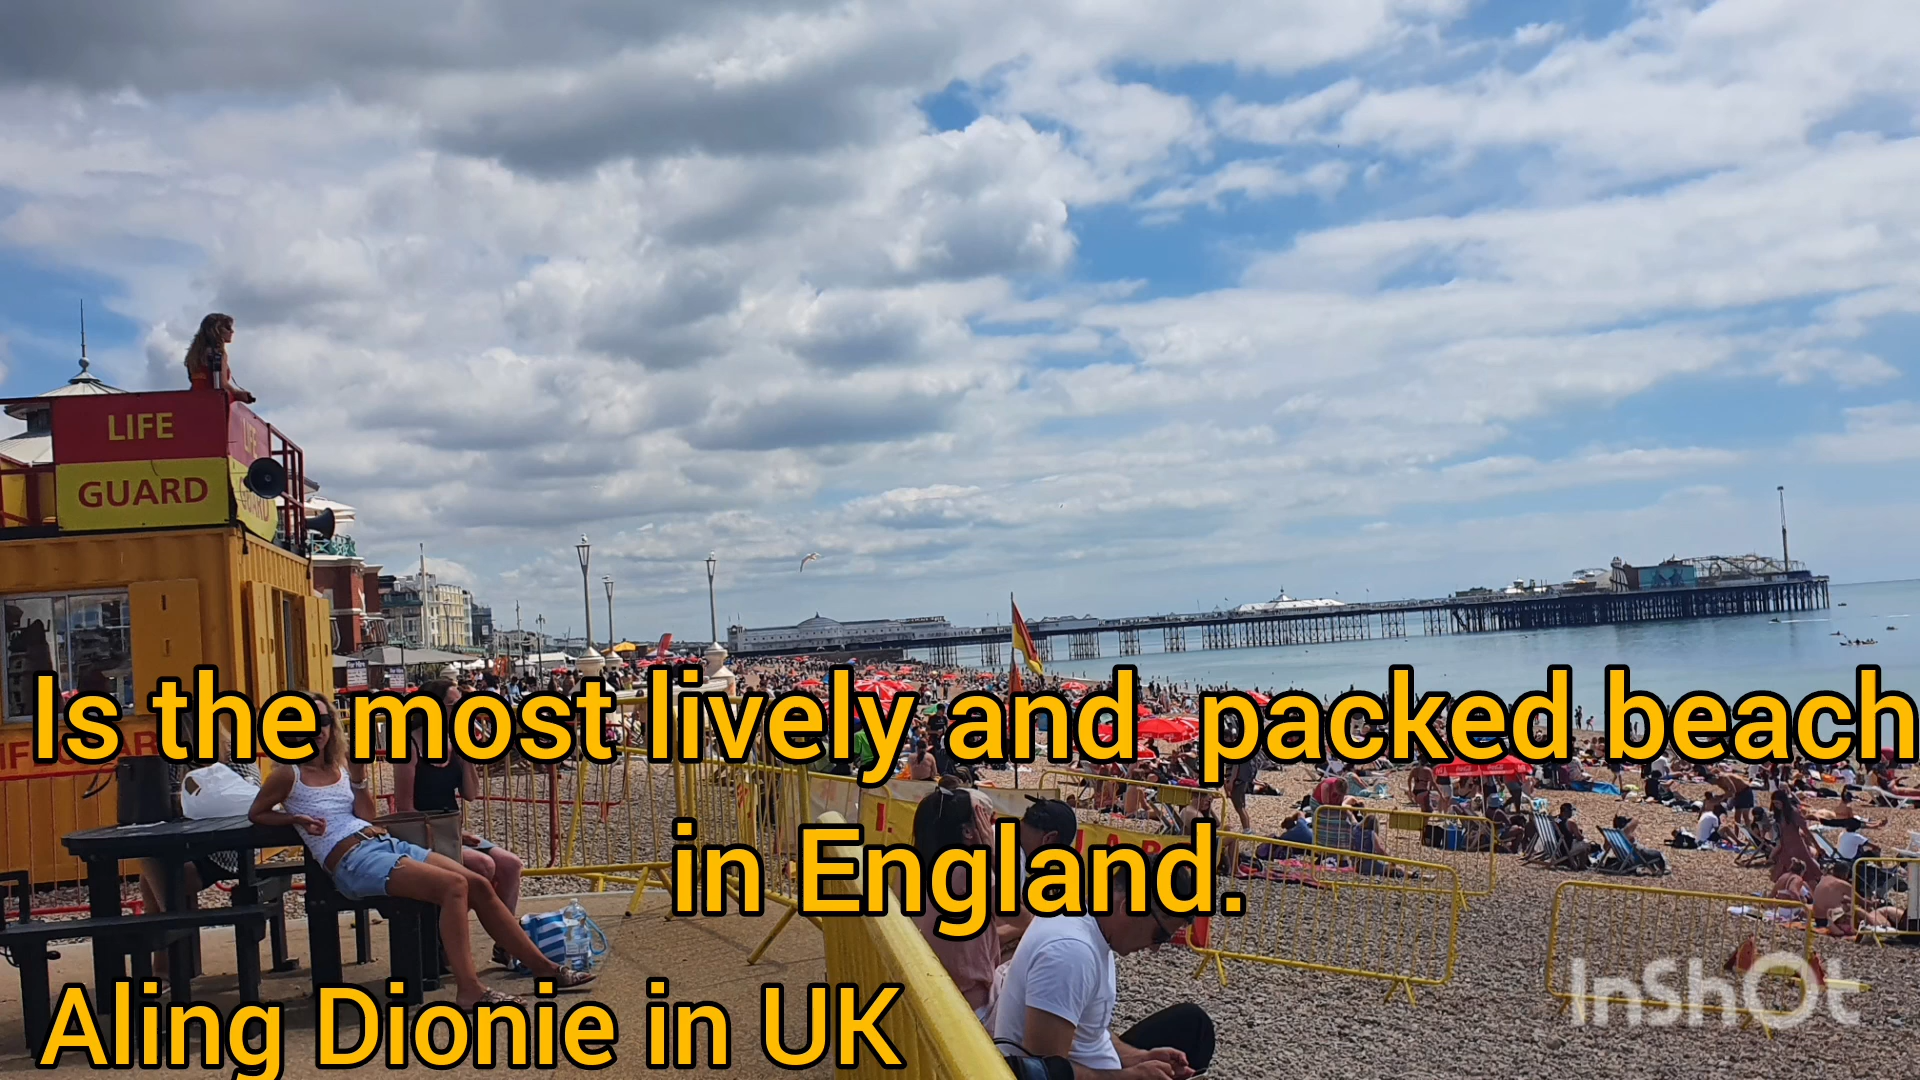 LIFE
GUARD
Is the most lively and packed beach
in England.
Aling Dionie in UK
InShOt